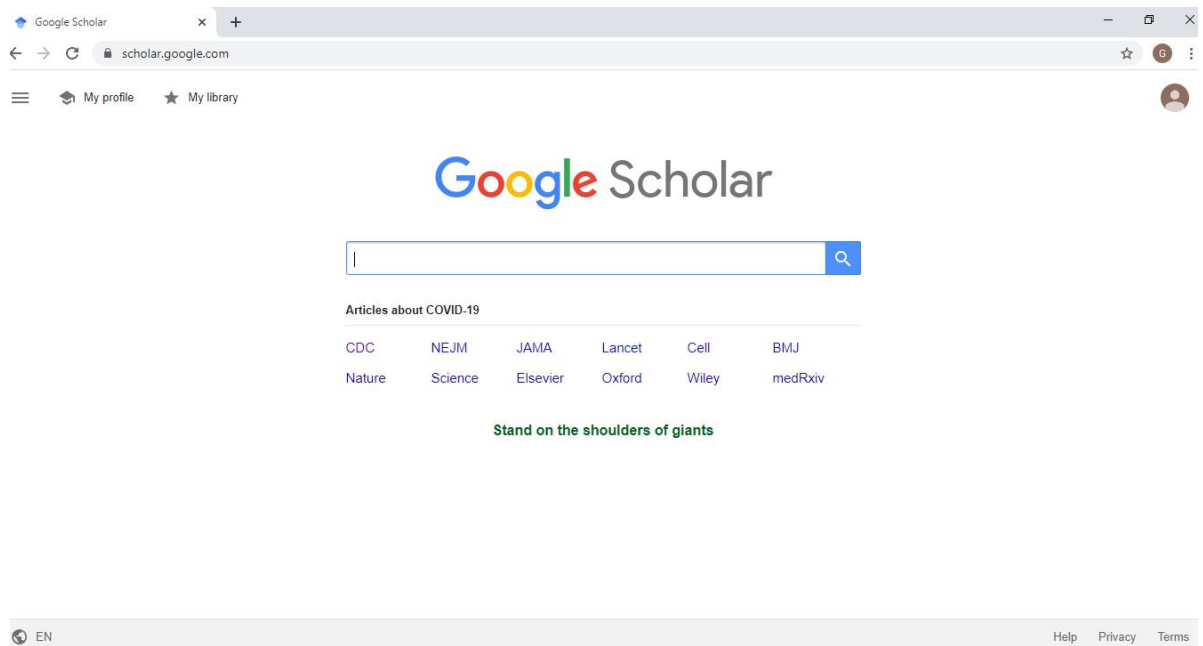 Google Scholar
scholar.google.com
G
My profile My library
Google Scholar
Articles about COVID-19
CDC NEJM JAMA Lancet Cell BMJ
Nature Science Elsevier Oxford Wiley medRxiv
Stand on the shoulders of giants
EN Help Privacy Terms